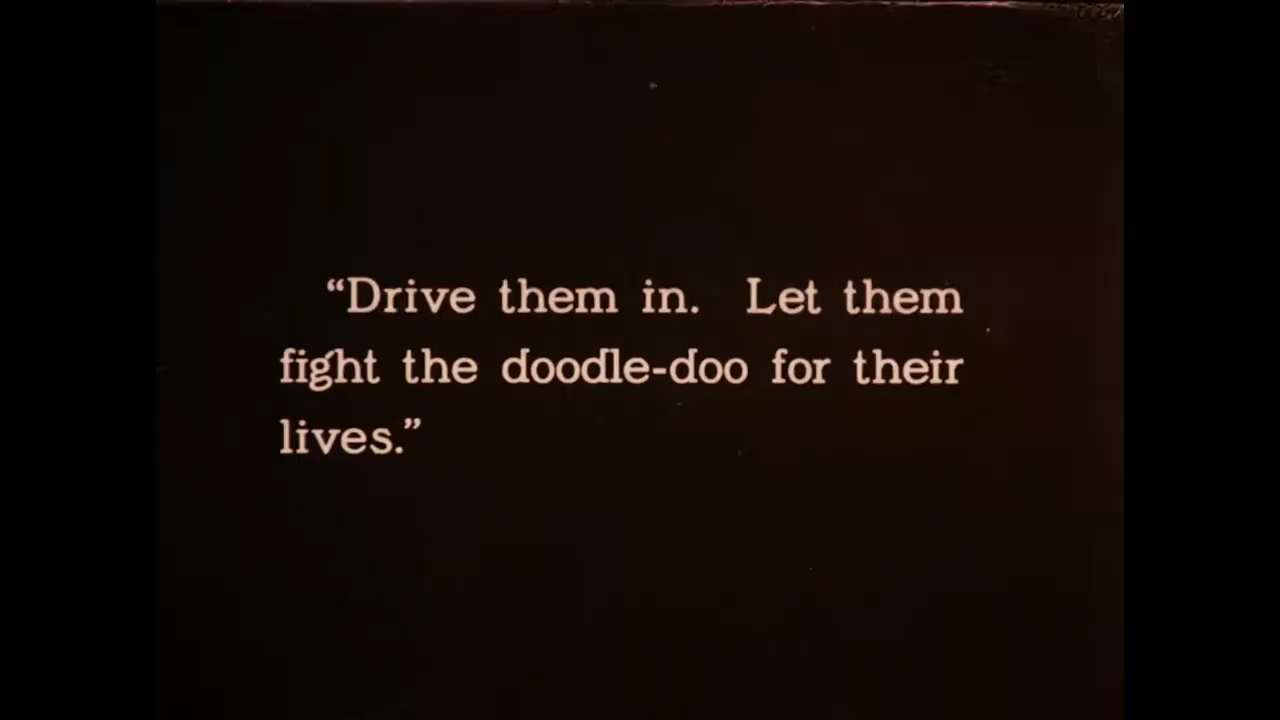 “Drive them in.  Let them
fight the doodle-doo for their
lives.”